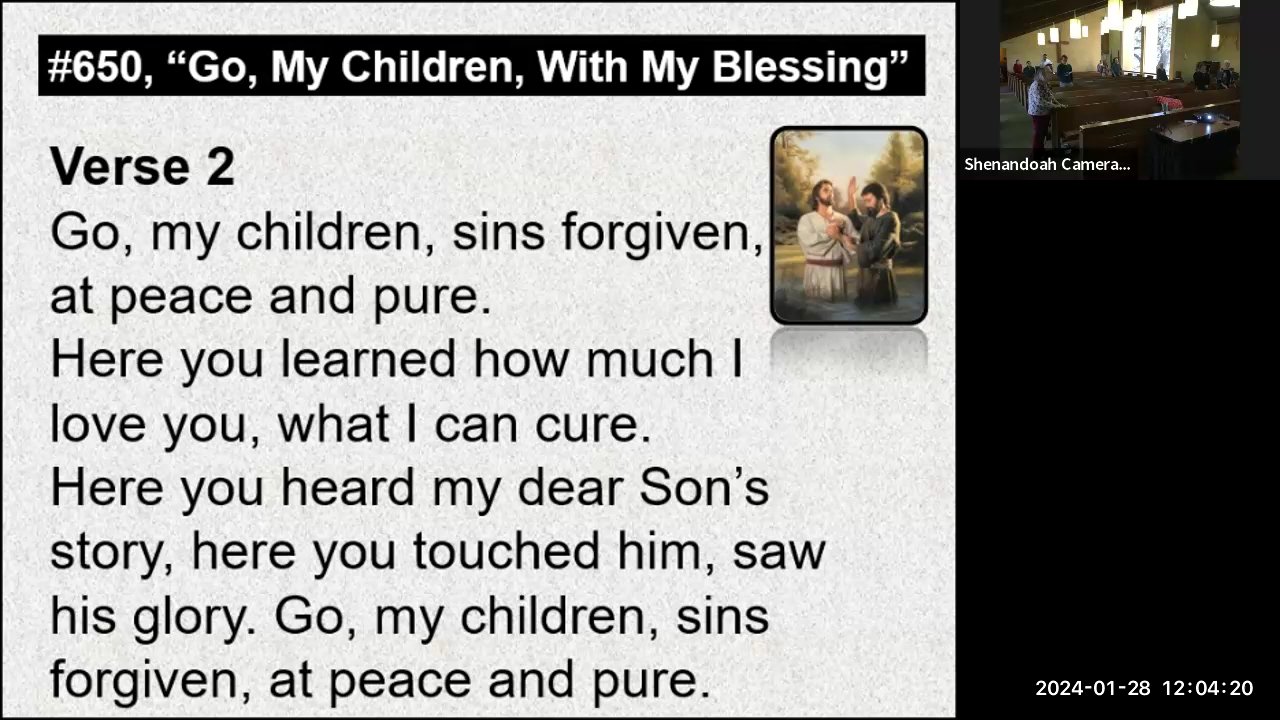 #650, “Go, My Children, With My Blessing”
Verse 2
Go, my children, sins forgiven,
at peace and pure.
Here you learned how much I
love you, what I can cure.
Here you heard my dear Son’s
story, here you touched him, saw
his glory. Go, my children, sins
forgiven, at peace and pure.
Shenandoah Camera...
2024-01-28 12:04:20